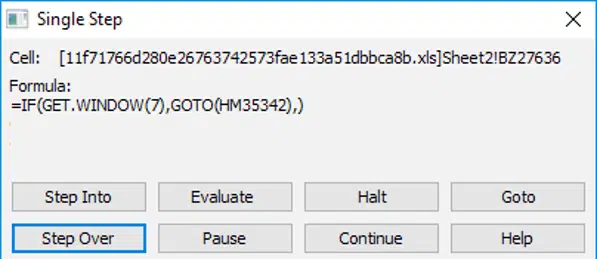 Single Step
Cell: [11f71766d280e26763742573fae133a51dbbca8b.xls]Sheet2!BZ27636
Formula:
=IF(GET.WINDOW(7),GOTO(HM35342),)
Step Into Evaluate Halt Goto
Step Over Pause Continue Help